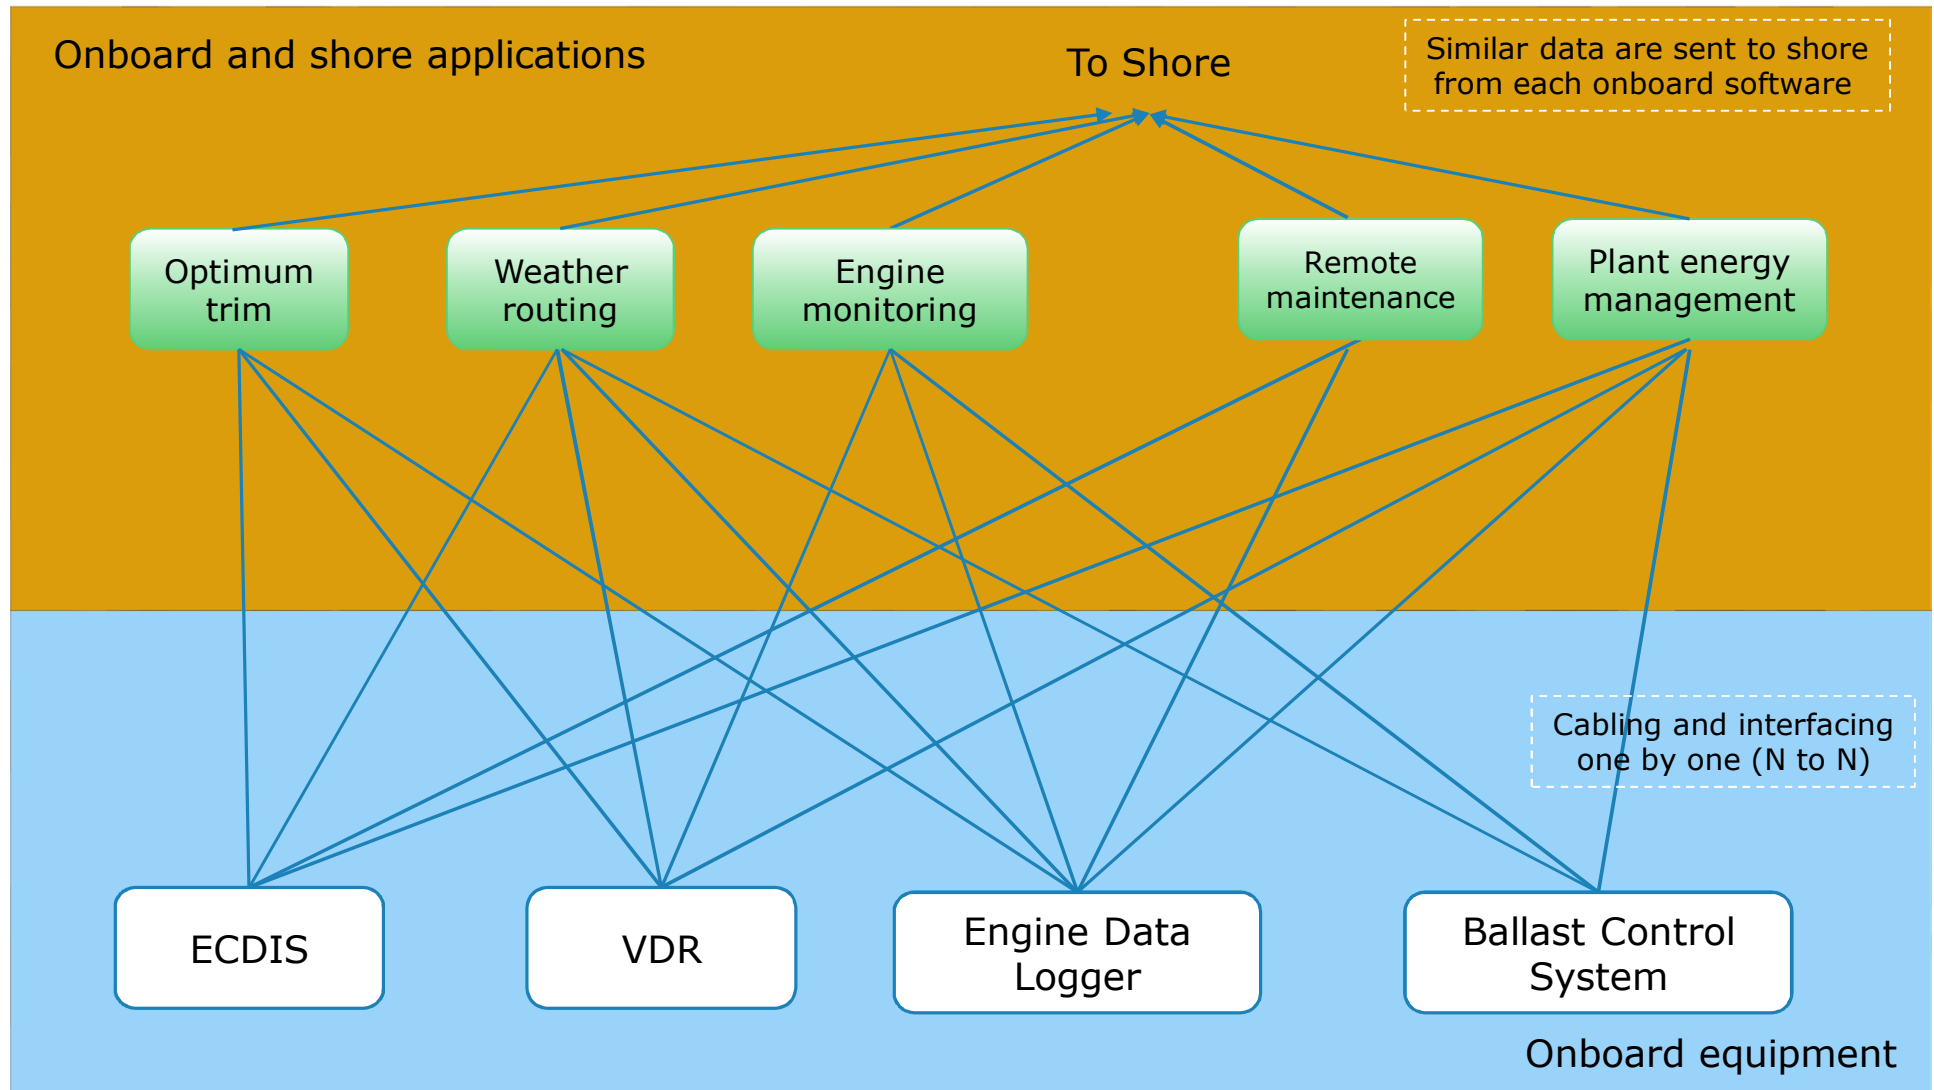 Onboard and shore applications
To Shore
Similar data are sent to shore
from each onboard software
Optimum
trim
Weather
routing
Engine
monitoring
Remote
maintenance
Plant energy
management
Cabling and interfacing
one by one (N to N)
ECDIS
VDR
Engine Data
Logger
Ballast Control
System
Onboard equipment